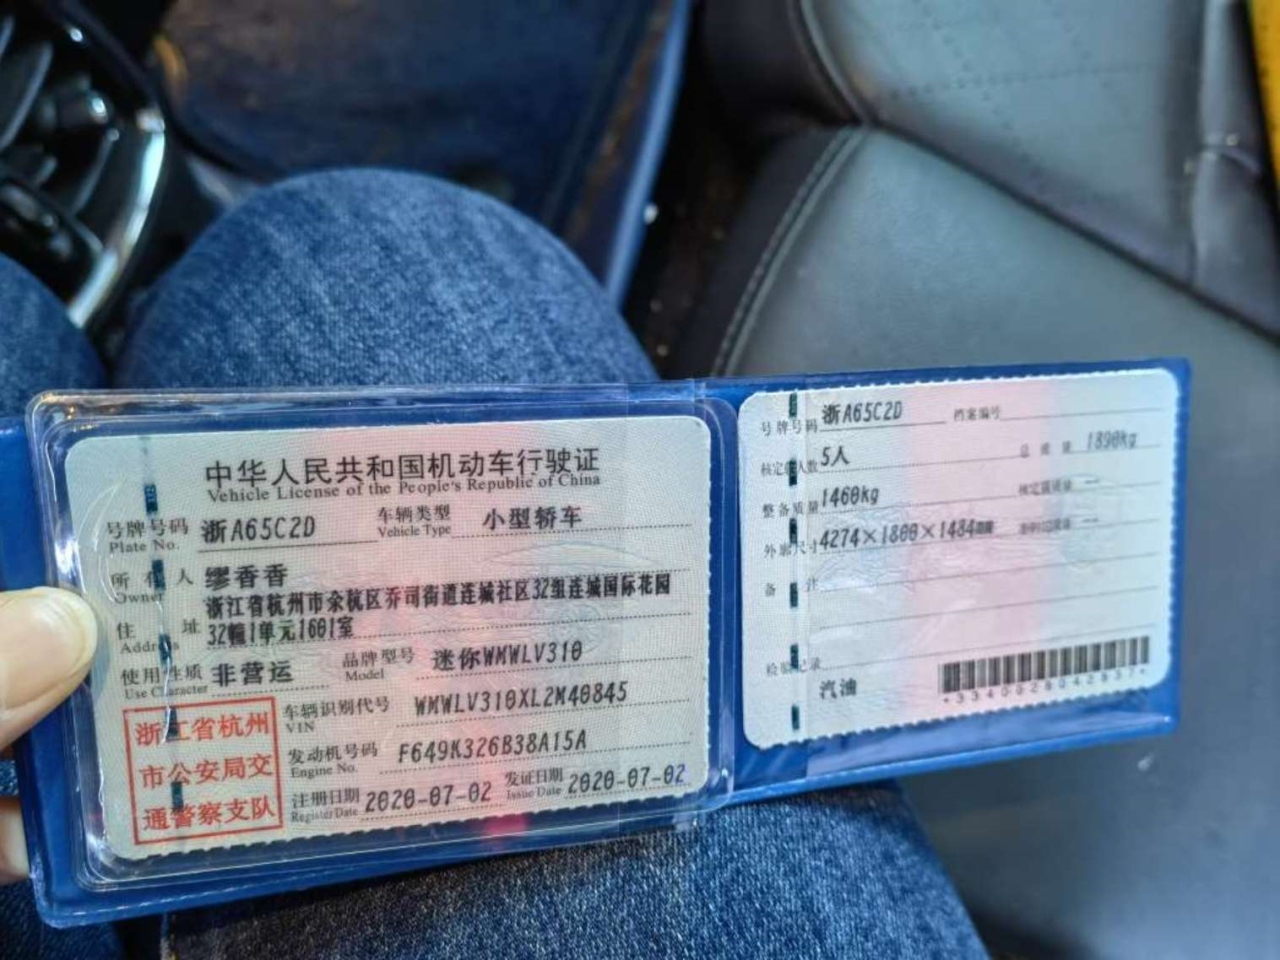 中华人民共和国机动车行驶证
Vehicle License of the People's Republic of China
号牌号码 浙A65C2D 车辆类型 小型轿车
Plate No. Vehicle Type
所有人 缪香香
Owner
浙江省杭州市余杭区乔司街道连城社区32组连城国际花园
住址 32幢1单元1601室
Address
使用性质 非营运 品牌型号 迷你WMWLV310
Use Character Model
车辆识别代号 WMWLV310XL2M40845
VIN
发动机号码 F649K326B38A15A
Engine No.
注册日期 2020-07-02 发证日期 2020-07-02
Register Date Issue Date
浙江省杭州
市公安局交
通警察支队
号牌号码 浙A65C2D 档案编号
核定载人数 5人 总质量 1890kg
整备质量 1460kg 核定载质量 --
外廓尺寸 4274×1800×1484mm --
备注
检验记录
汽油